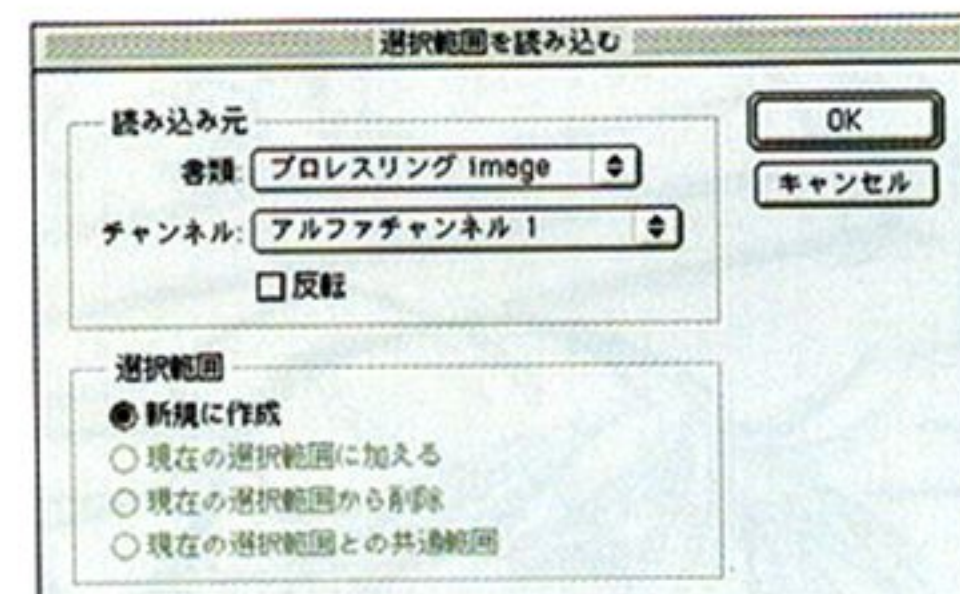 選択範囲を読み込む
読み込み元
書類: プロレスリング image
チャンネル: アルファチャンネル 1
反転
OK
キャンセル
選択範囲
新規に作成
現在の選択範囲に加える
現在の選択範囲から削除
現在の選択範囲との共通範囲